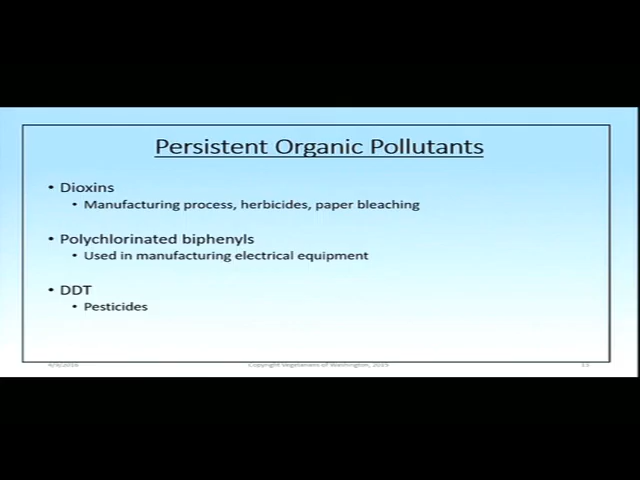 Persistent Organic Pollutants
• Dioxins
• Manufacturing process, herbicides, paper bleaching
• Polychlorinated biphenyls
• Used in manufacturing electrical equipment
• DDT
• Pesticides
Copyright Vegetarians of Washington, 2015